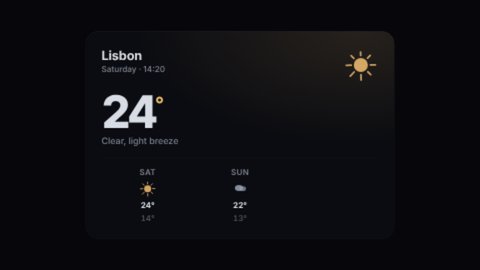 Lisbon
Saturday · 14:20
24°
Clear, light breeze
SAT SUN
24° 22°
14° 13°